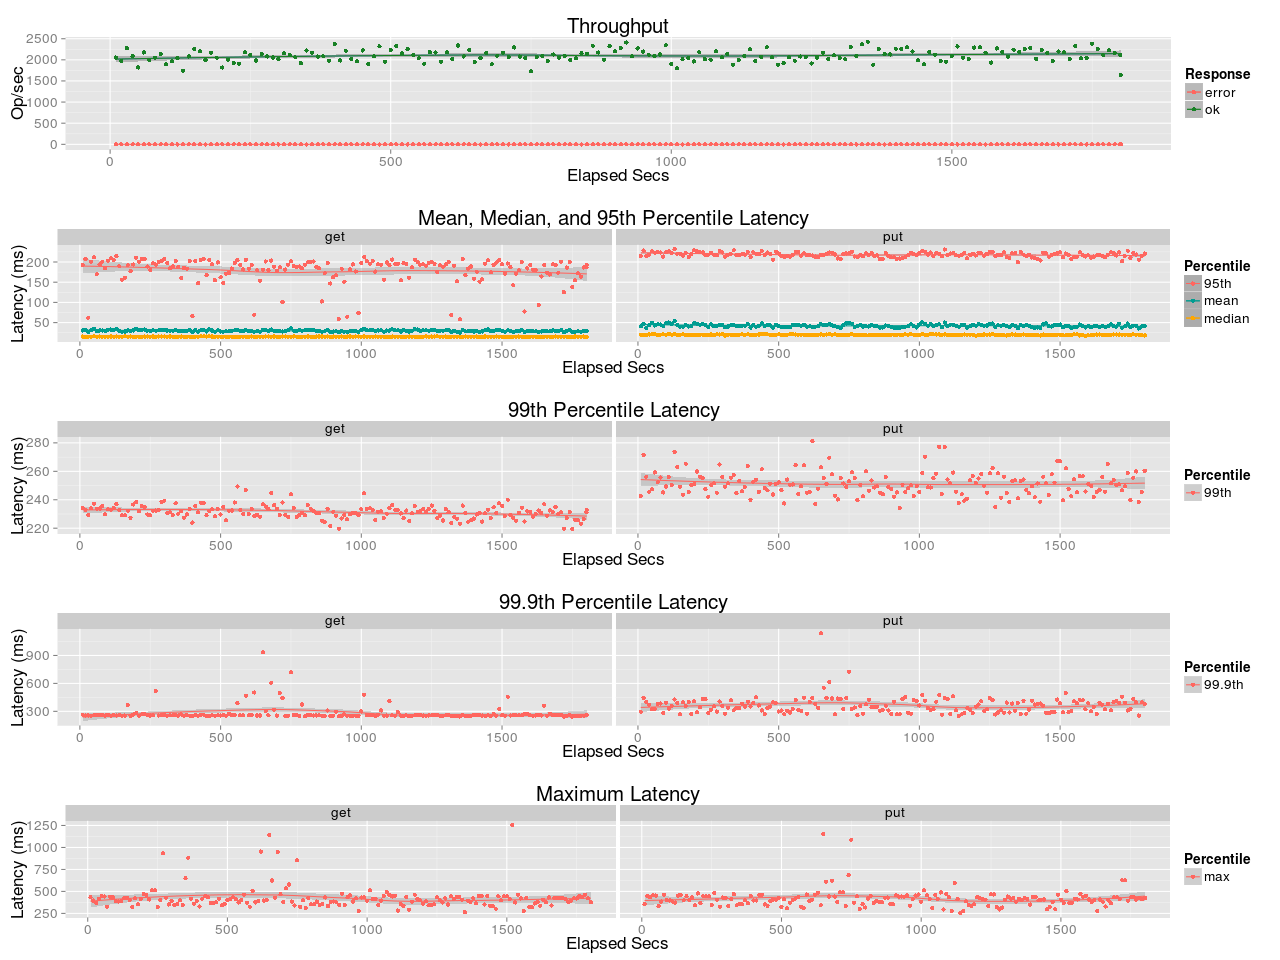 Throughput
Op/sec
2500
2000
1500
1000
500
0
0 500 1000 1500
Elapsed Secs
Response
error
ok
Mean, Median, and 95th Percentile Latency
get put
Latency (ms)
200
150
100
50
0 500 1000 1500 0 500 1000 1500
Elapsed Secs
Percentile
95th
mean
median
99th Percentile Latency
get put
Latency (ms)
280
260
240
220
0 500 1000 1500 0 500 1000 1500
Elapsed Secs
Percentile
99th
99.9th Percentile Latency
get put
Latency (ms)
900
600
300
0 500 1000 1500 0 500 1000 1500
Elapsed Secs
Percentile
99.9th
Maximum Latency
get put
Latency (ms)
1250
1000
750
500
250
0 500 1000 1500 0 500 1000 1500
Elapsed Secs
Percentile
max